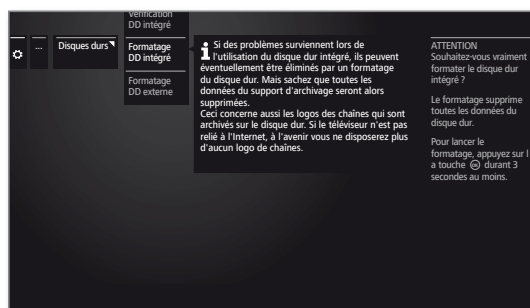 Vérification
DD intégré
...
Disques durs
Formatage
DD intégré
Formatage
DD externe
i Si des problèmes surviennent lors de
l'utilisation du disque dur intégré, ils peuvent
éventuellement être éliminés par un formatage
du disque dur. Mais sachez que toutes les
données du support d'archivage seront alors
supprimées.
Ceci concerne aussi les logos des chaînes qui sont
archivés sur le disque dur. Si le téléviseur n'est pas
relié à l'Internet, à l'avenir vous ne disposerez plus
d'aucun logo de chaînes.
ATTENTION
Souhaitez-vous vraiment
formater le disque dur
intégré ?
Le formatage supprime
toutes les données du
disque dur.
Pour lancer le
formatage, appuyez sur l
a touche OK durant 3
secondes au moins.